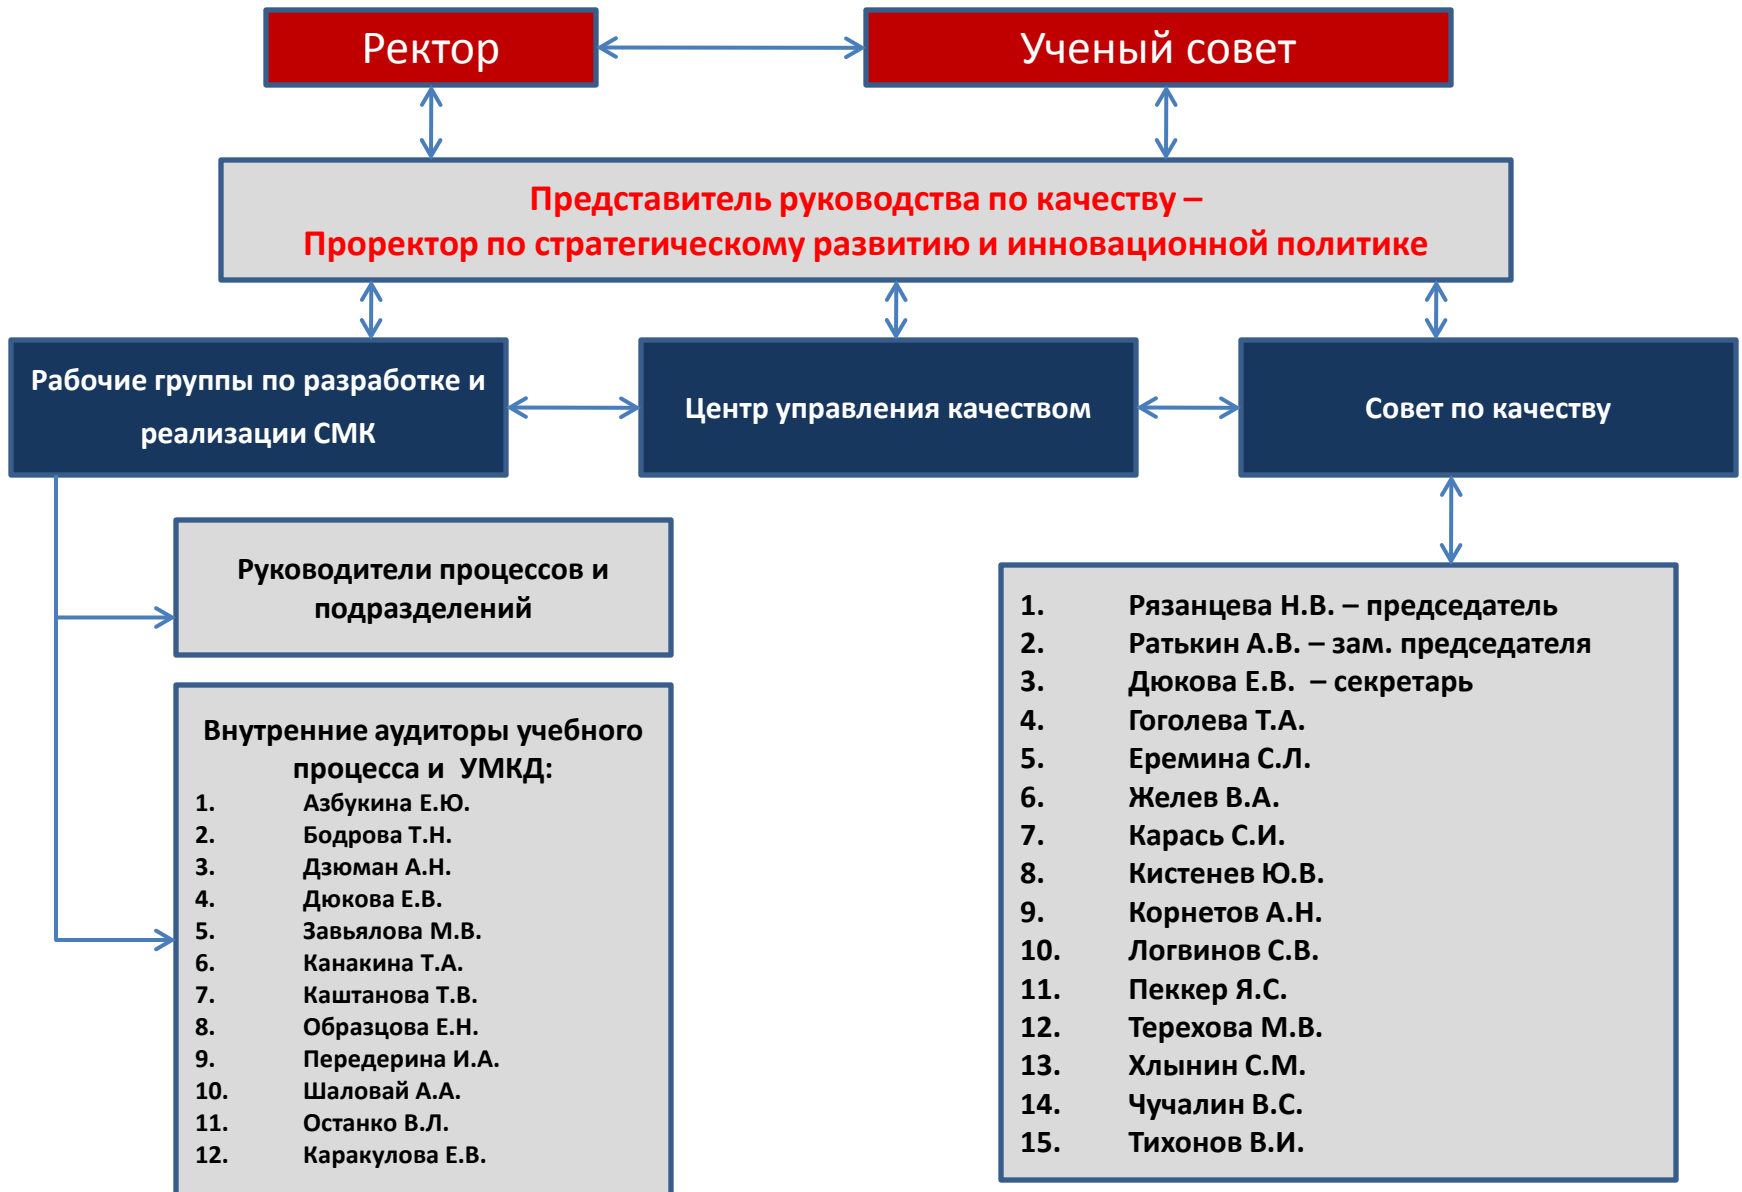 Ректор
Ученый совет
Представитель руководства по качеству –
Проректор по стратегическому развитию и инновационной политике
Рабочие группы по разработке и
реализации СМК
Центр управления качеством
Совет по качеству
Руководители процессов и
подразделений
Внутренние аудиторы учебного
процесса и УМКД:
1. Азбукина Е.Ю.
2. Бодрова Т.Н.
3. Дзюман А.Н.
4. Дюкова Е.В.
5. Завьялова М.В.
6. Канакина Т.А.
7. Каштанова Т.В.
8. Образцова Е.Н.
9. Передерина И.А.
10. Шаловай А.А.
11. Останко В.Л.
12. Каракулова Е.В.
1. Рязанцева Н.В. – председатель
2. Ратькин А.В. – зам. председателя
3. Дюкова Е.В. – секретарь
4. Гоголева Т.А.
5. Еремина С.Л.
6. Желев В.А.
7. Карась С.И.
8. Кистенев Ю.В.
9. Корнетов А.Н.
10. Логвинов С.В.
11. Пеккер Я.С.
12. Терехова М.В.
13. Хлынин С.М.
14. Чучалин В.С.
15. Тихонов В.И.